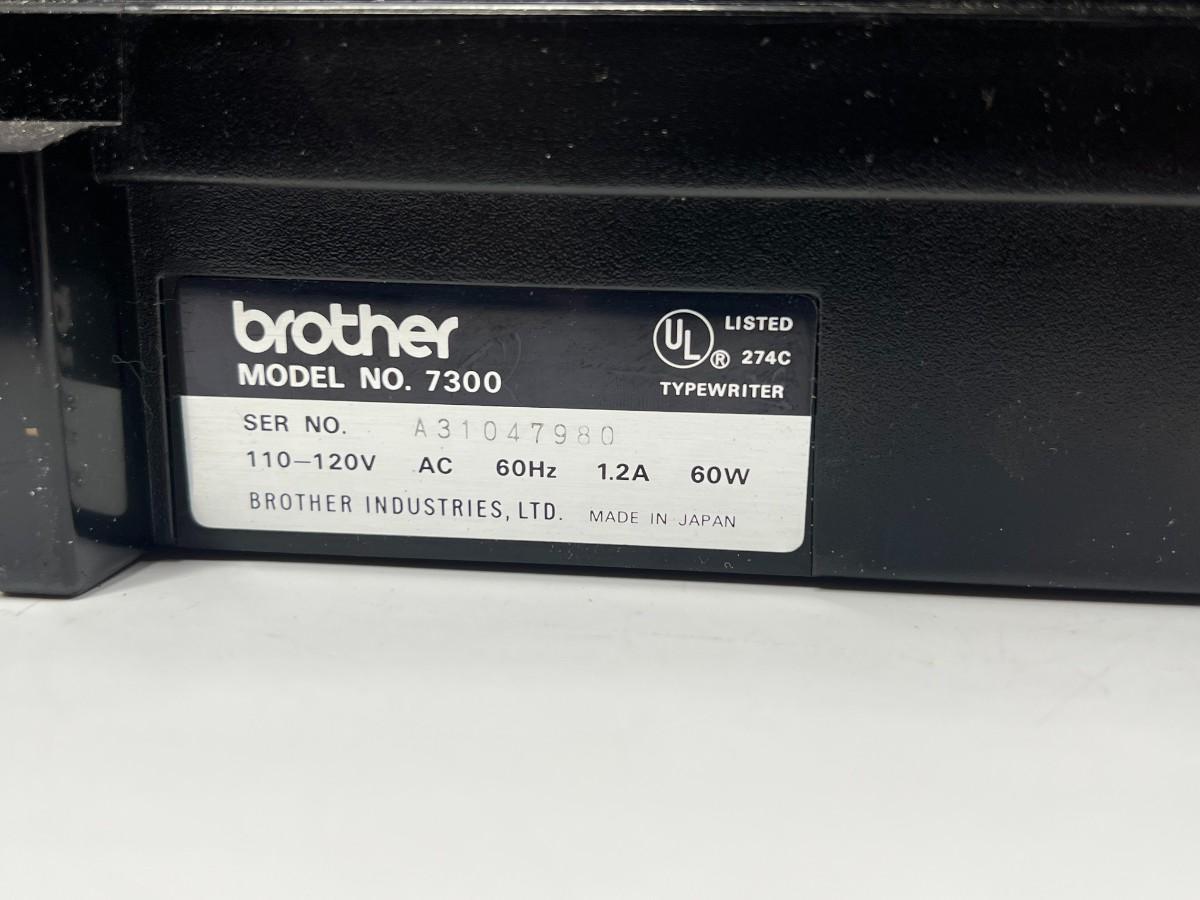 brother
MODEL NO. 7300
UL ® LISTED
274C
TYPEWRITER
SER NO. A31047980
110–120V AC 60Hz 1.2A 60W
BROTHER INDUSTRIES, LTD. MADE IN JAPAN